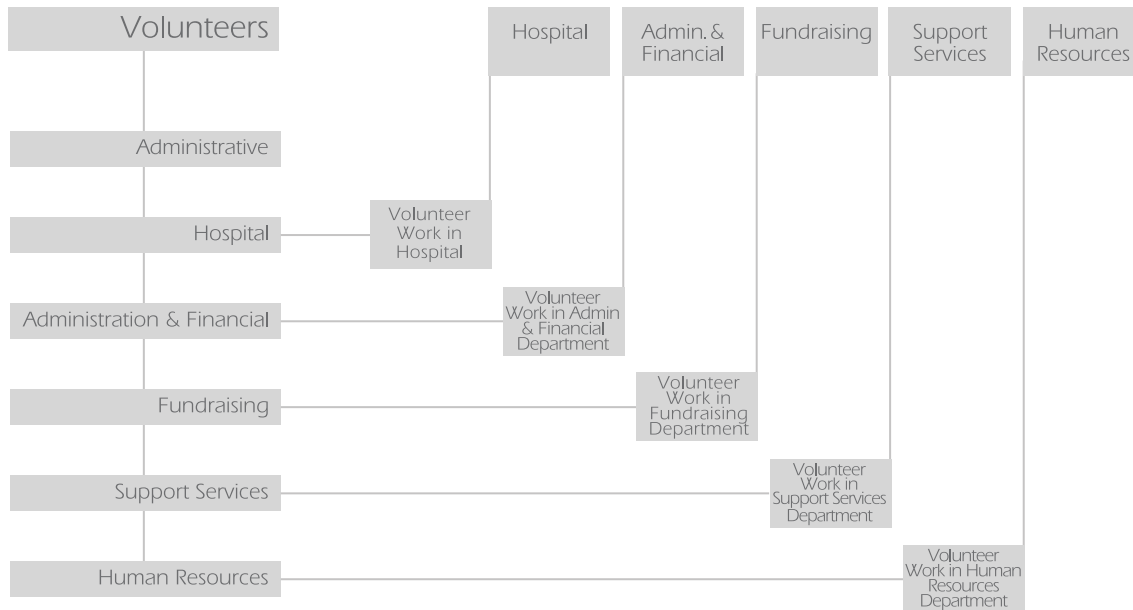 Volunteers
Hospital
Admin. &
Financial
Fundraising
Support
Services
Human
Resources
Administrative
Hospital
Volunteer
Work in
Hospital
Administration & Financial
Volunteer
Work in Admin
& Financial
Department
Fundraising
Volunteer
Work in
Fundraising
Department
Support Services
Volunteer
Work in
Support Services
Department
Human Resources
Volunteer
Work in Human
Resources
Department